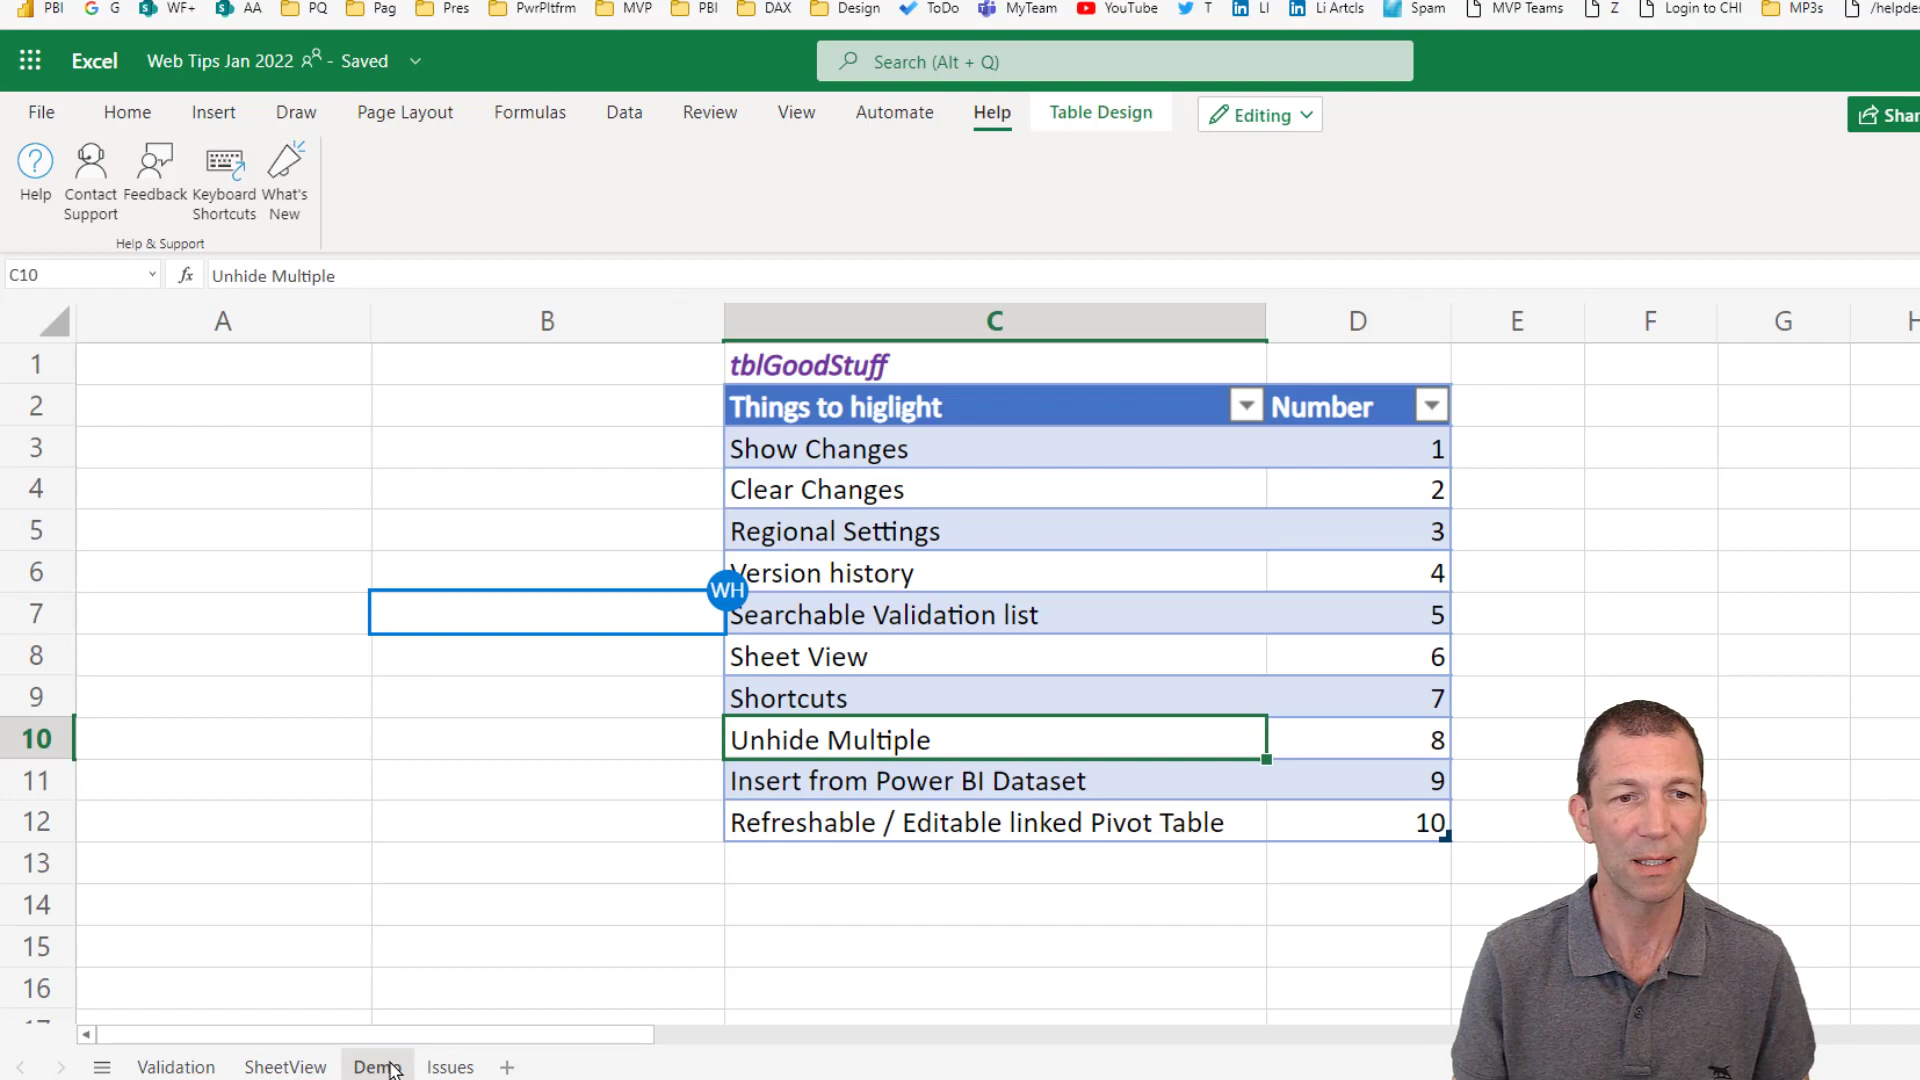 PBI G WF+ AA PQ Pag Pres PwrPltfrm MVP PBI DAX Design ToDo MyTeam YouTube T LI Li Artcls Spam MVP Teams Z Login to CHI MP3s
Excel Web Tips Jan 2022 - Saved Search (Alt + Q)
File Home Insert Draw Page Layout Formulas Data Review View Automate Help Table Design Editing
Help Contact Support Feedback Keyboard Shortcuts What's New
Help & Support
C10 fx Unhide Multiple
A B C D E F G H
1 tblGoodStuff
2 Things to higlight Number
3 Show Changes 1
4 Clear Changes 2
5 Regional Settings 3
6 Version history 4
WH
7 Searchable Validation list 5
8 Sheet View 6
9 Shortcuts 7
10 Unhide Multiple 8
11 Insert from Power BI Dataset 9
12 Refreshable / Editable linked Pivot Table 10
13
14
15
16
Validation SheetView Demo Issues +